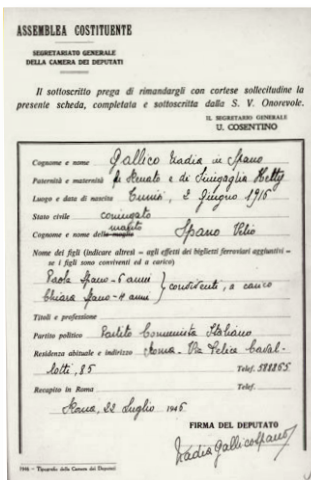 ASSEMBLEA COSTITUENTE
SEGRETARIATO GENERALE
DELLA CAMERA DEI DEPUTATI
Il sottoscritto prega di rimandargli con cortese sollecitudine la
presente scheda, completata e sottoscritta dalla S. V. Onorevole.
IL SEGRETARIO GENERALE
U. COSENTINO
Cognome e nome Gallico Nadia in Spano
Paternità e maternità fu Renato e di Sinigaglia Ketty
Luogo e data di nascita Tunisi, 2 Giugno 1916
Stato civile coniugata
Cognome e nome della moglie marito Spano Velio
Nome dei figli (indicare altresì - agli effetti dei biglietti ferroviari aggiuntivi -
se i figli sono conviventi ed a carico)
Paola Spano - 6 anni
Chiara Spano - 4 anni } conviventi, a carico
Titoli e professione
Partito politico Partito Comunista Italiano
Residenza abituale e indirizzo Roma - Via Felice Caval-
lotti, 85 Telef. 588255
Recapito in Roma Telef.
Roma, 22 Luglio 1946
FIRMA DEL DEPUTATO
Nadia Gallico Spano
1946 - Tipografia della Camera dei Deputati